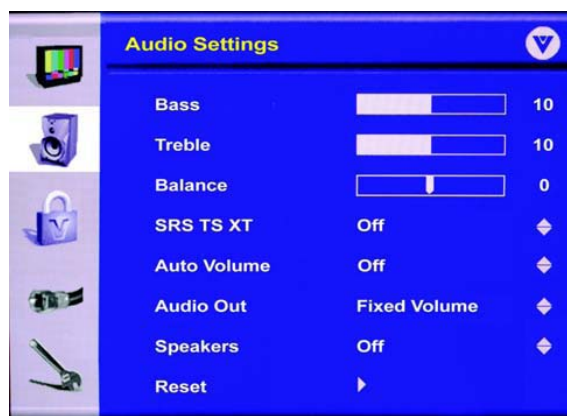 Audio Settings
Bass 10
Treble 10
Balance 0
SRS TS XT Off
Auto Volume Off
Audio Out Fixed Volume
Speakers Off
Reset